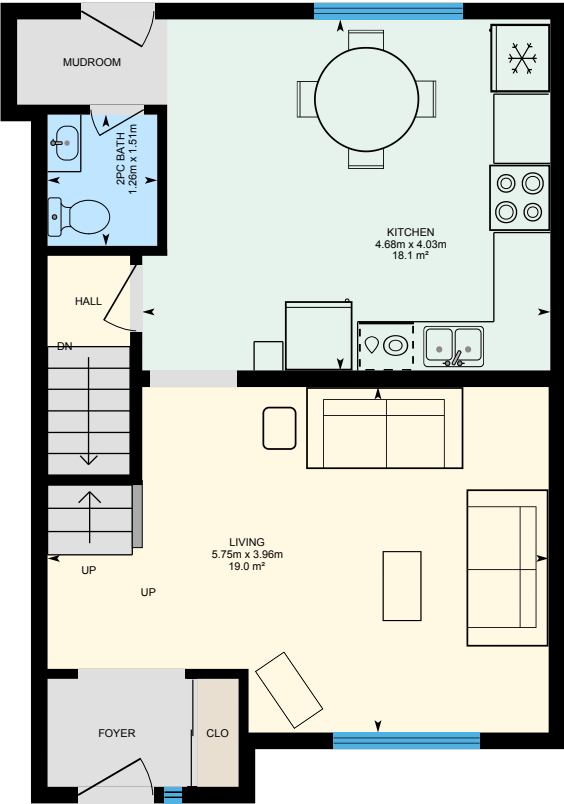 MUDROOM
2PC BATH
1.26m x 1.51m
KITCHEN
4.68m x 4.03m
18.1 m²
HALL
DN
LIVING
5.75m x 3.96m
19.0 m²
UP
UP
FOYER
CLO